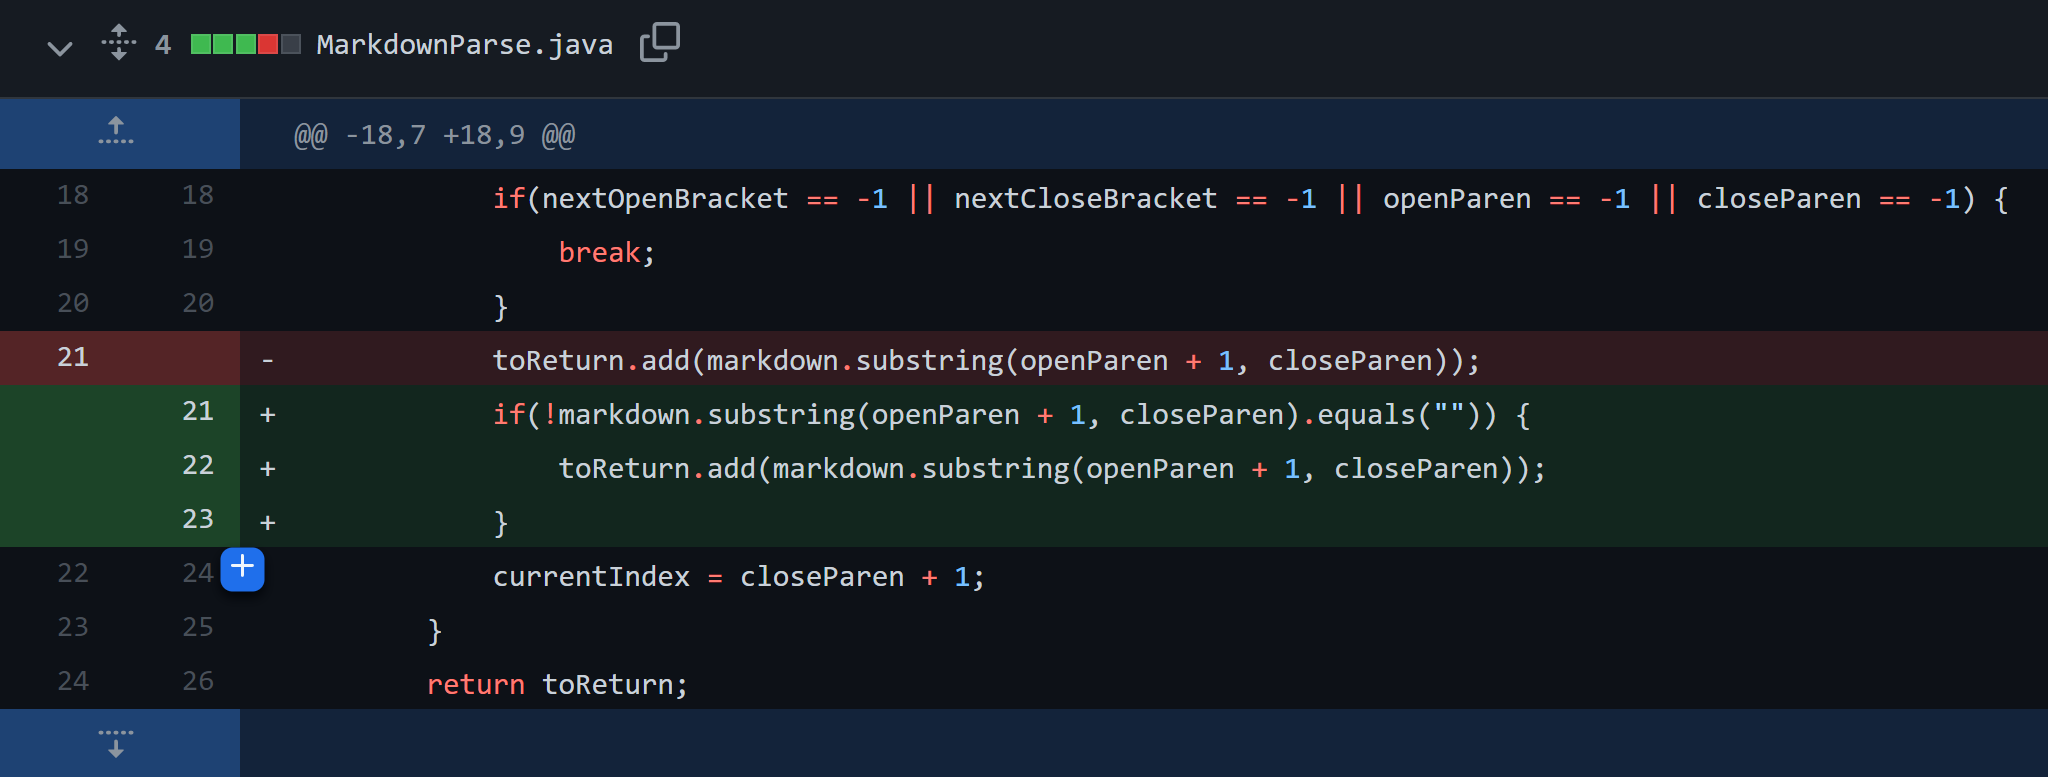 4 MarkdownParse.java
@@ -18,7 +18,9 @@
18 18 if(nextOpenBracket == -1 || nextCloseBracket == -1 || openParen == -1 || closeParen == -1) {
19 19 break;
20 20 }
21 - toReturn.add(markdown.substring(openParen + 1, closeParen));
21 + if(!markdown.substring(openParen + 1, closeParen).equals("")) {
22 + toReturn.add(markdown.substring(openParen + 1, closeParen));
23 + }
22 24 currentIndex = closeParen + 1;
23 25 }
24 26 return toReturn;